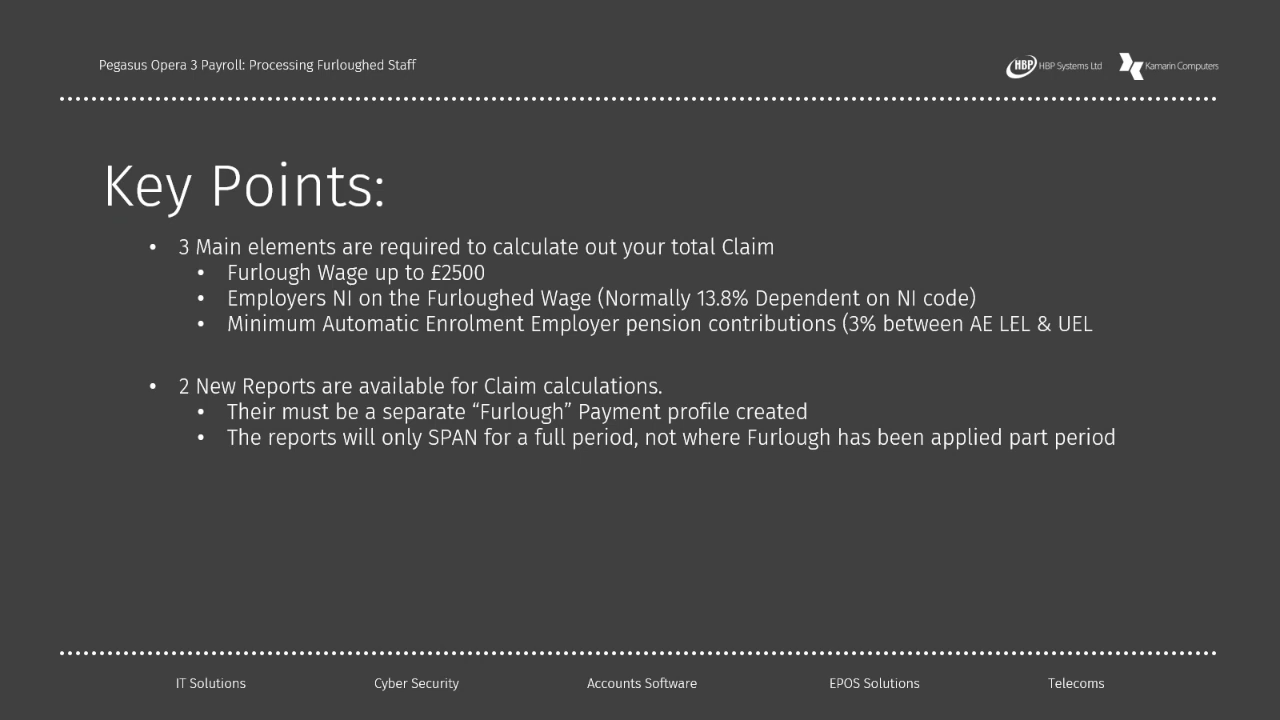 Pegasus Opera 3 Payroll: Processing Furloughed Staff
HBP HBP Systems Ltd Kamarin Computers
Key Points:
• 3 Main elements are required to calculate out your total Claim
• Furlough Wage up to £2500
• Employers NI on the Furloughed Wage (Normally 13.8% Dependent on NI code)
• Minimum Automatic Enrolment Employer pension contributions (3% between AE LEL & UEL
• 2 New Reports are available for Claim calculations.
• Their must be a separate “Furlough” Payment profile created
• The reports will only SPAN for a full period, not where Furlough has been applied part period
IT Solutions Cyber Security Accounts Software EPOS Solutions Telecoms